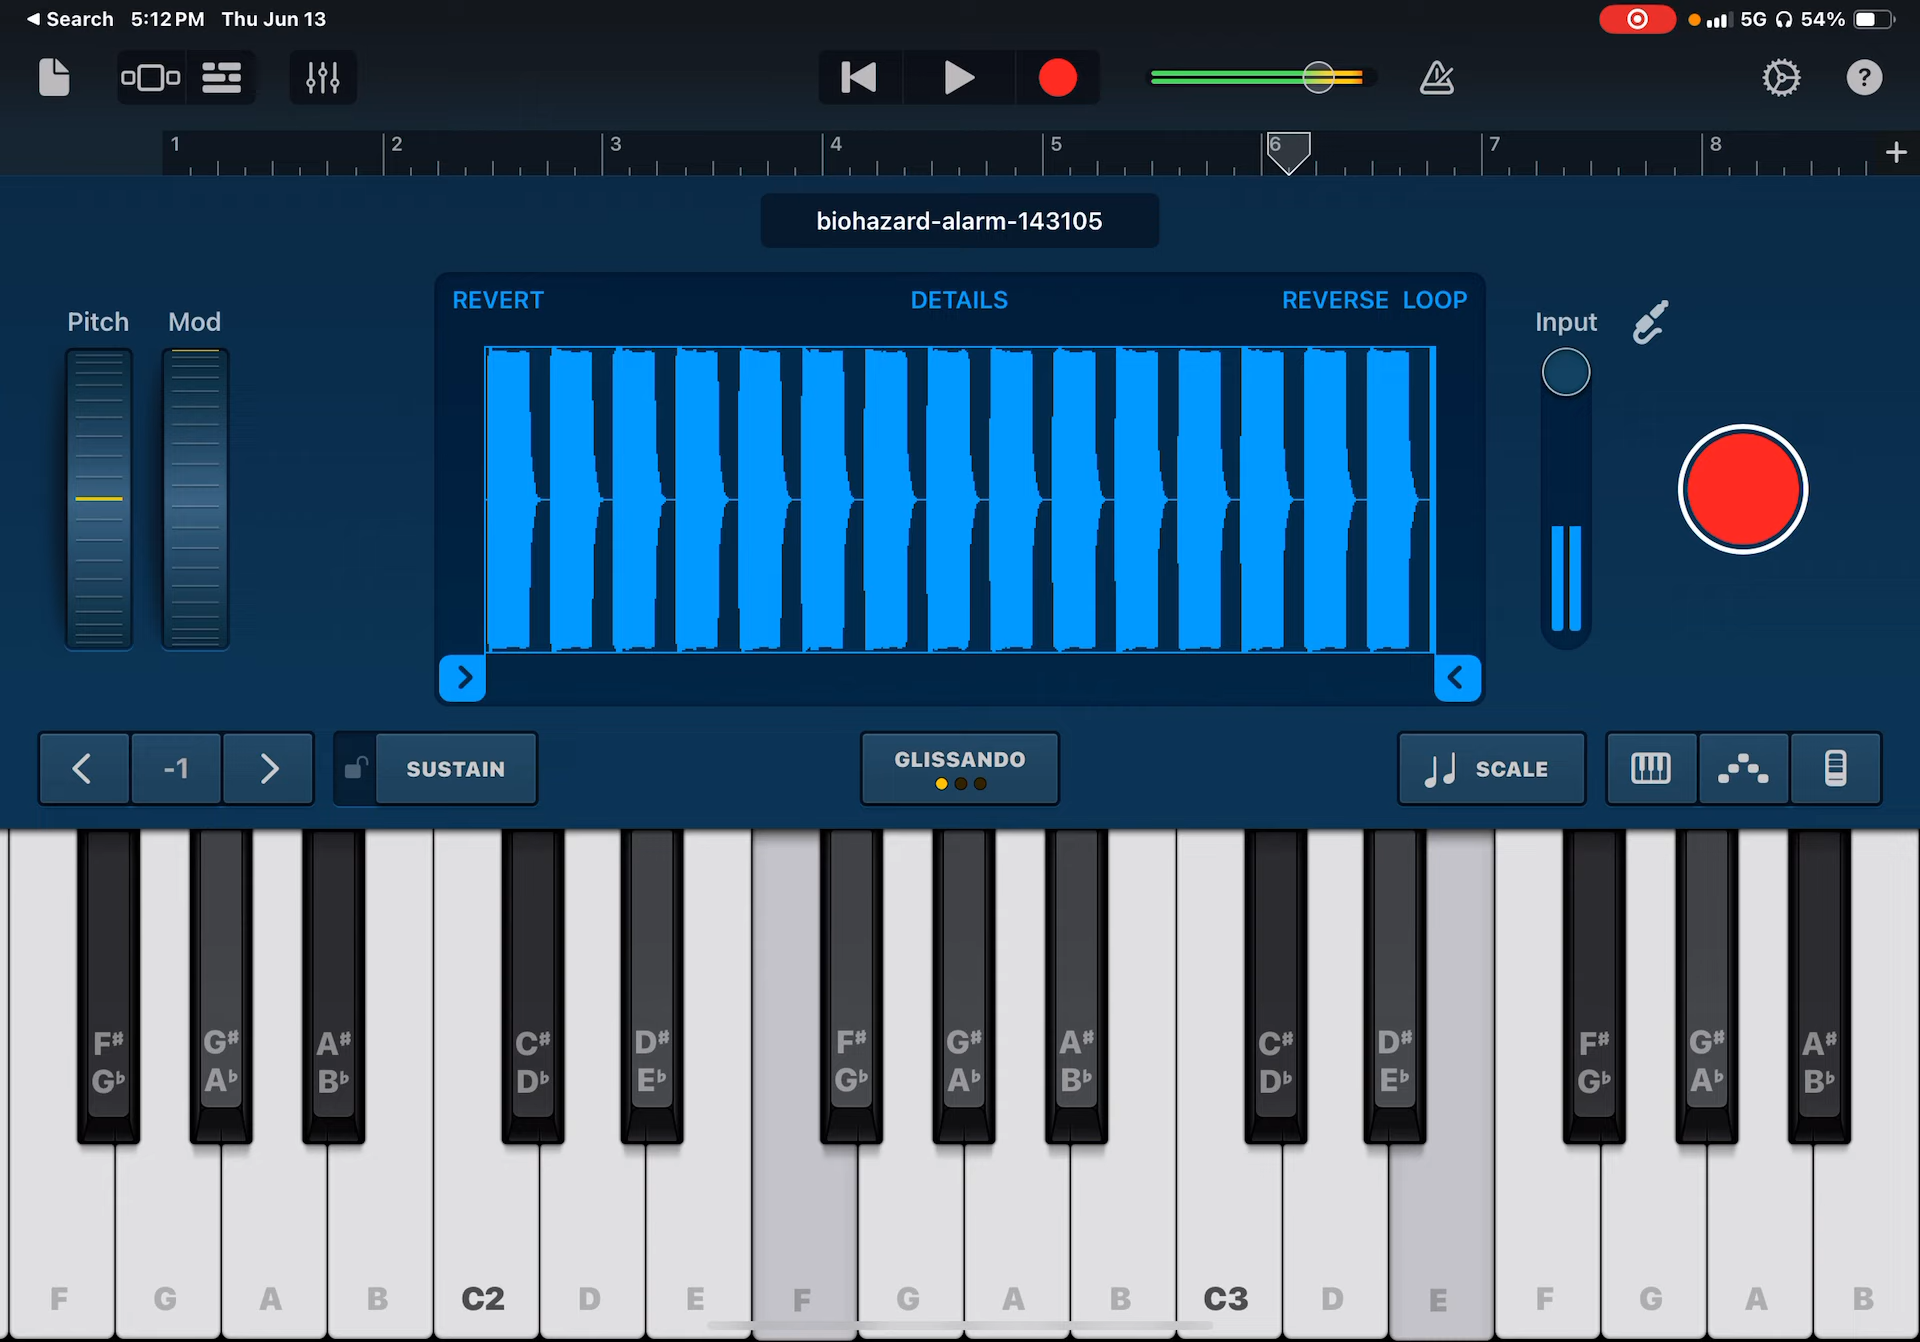 Search 5:12 PM Thu Jun 13 5G 54%
?
1 2 3 4 5 6 7 8 +
biohazard-alarm-143105
REVERT DETAILS REVERSE LOOP
Pitch Mod Input
-1 SUSTAIN GLISSANDO SCALE
F# G# A# C# D# F# G# A# C# D# F# G# A#
G♭ A♭ B♭ D♭ E♭ G♭ A♭ B♭ D♭ E♭ G♭ A♭ B♭
F G A B C2 D E F G A B C3 D E F G A B